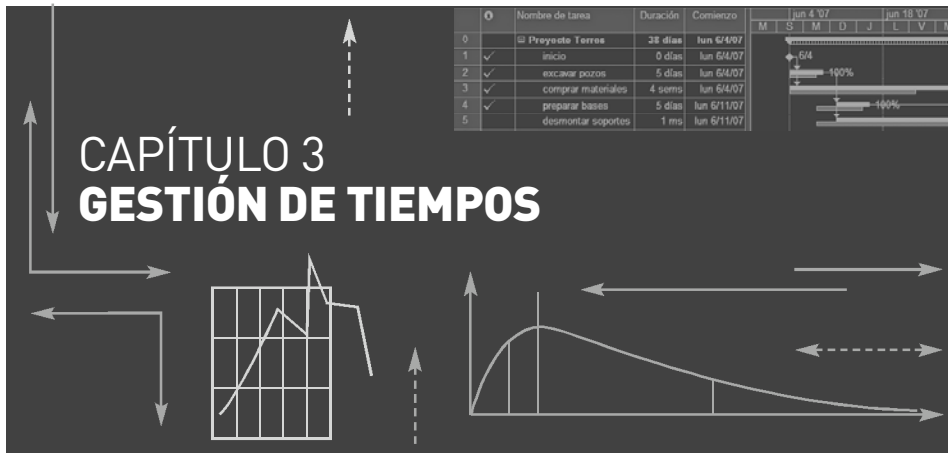 Nombre de tarea Duración Comienzo jun 4 '07 jun 18 '07
M S M D J L V M
0 Proyecto Torres 38 días lun 6/4/07
1 inicio 0 días lun 6/4/07 6/4
2 excavar pozos 5 días lun 6/4/07 100%
3 comprar materiales 4 sems lun 6/4/07
4 preparar bases 5 días lun 6/11/07 100%
5 desmontar soportes 1 ms lun 6/11/07
CAPÍTULO 3
GESTIÓN DE TIEMPOS